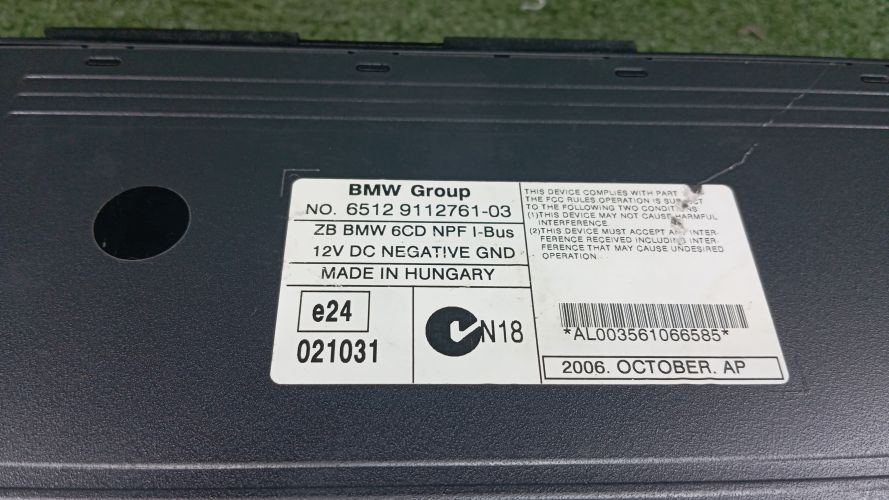 BMW Group
NO. 6512 9112761-03
ZB BMW 6CD NPF I-Bus
12V DC NEGATIVE GND
MADE IN HUNGARY
e24
021031
N18
THIS DEVICE COMPLIES WITH PART
THE FCC RULES OPERATION IS SUBJECT
TO THE FOLLOWING TWO CONDITIONS
(1)THIS DEVICE MAY NOT CAUSE HARMFUL
INTERFERENCE.
(2)THIS DEVICE MUST ACCEPT ANY INTER-
FERENCE RECEIVED INCLUDING INTER-
FERENCE THAT MAY CAUSE UNDESIRED
OPERATION.
*AL003561066585*
2006. OCTOBER. AP